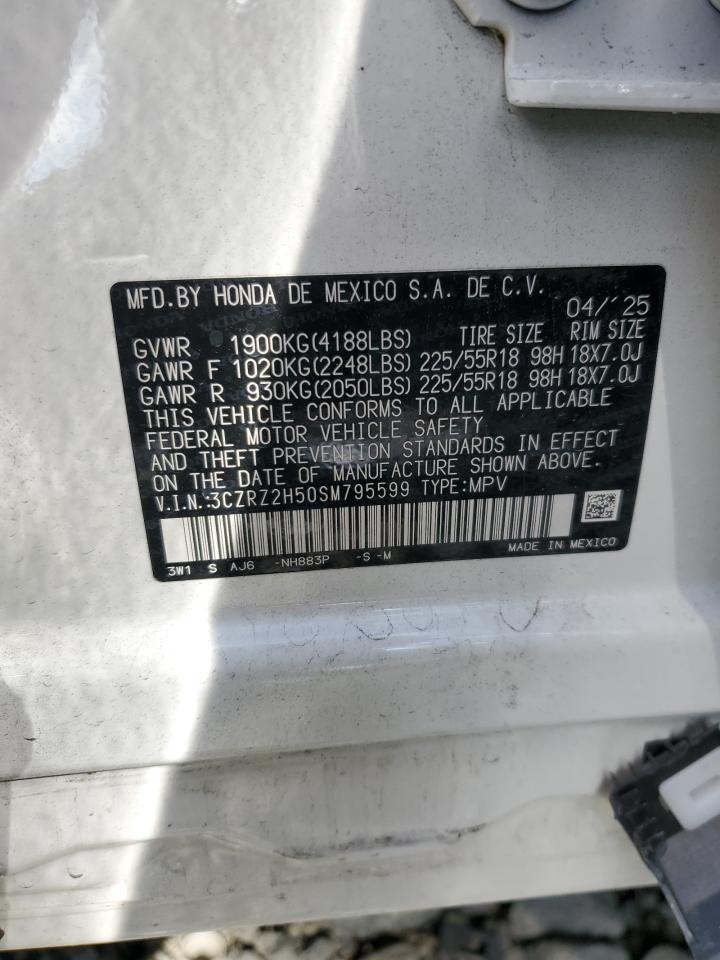 MFD.BY HONDA DE MEXICO S.A. DE C.V. 04/'25
GVWR 1900KG(4188LBS) TIRE SIZE RIM SIZE
GAWR F 1020KG(2248LBS) 225/55R18 98H 18X7.0J
GAWR R 930KG(2050LBS) 225/55R18 98H 18X7.0J
THIS VEHICLE CONFORMS TO ALL APPLICABLE
FEDERAL MOTOR VEHICLE SAFETY
AND THEFT PREVENTION STANDARDS IN EFFECT
ON THE DATE OF MANUFACTURE SHOWN ABOVE.
V.I.N.:3CZRZ2H50SM795599 TYPE:MPV
3W1 S AJ6 -NH883P -S -M MADE IN MEXICO